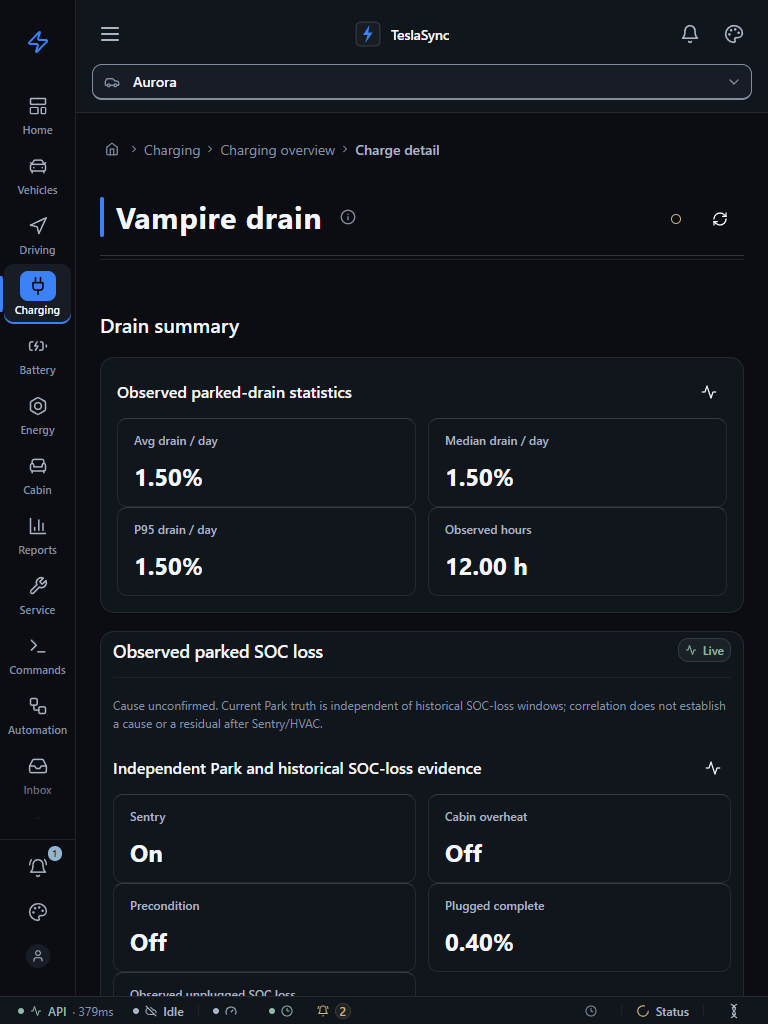 TeslaSync
Aurora
Home
Vehicles
Driving
Charging
Battery
Energy
Cabin
Reports
Service
Commands
Automation
Inbox
1
Charging > Charging overview > Charge detail
Vampire drain
Drain summary
Observed parked-drain statistics
Avg drain / day
1.50%
Median drain / day
1.50%
P95 drain / day
1.50%
Observed hours
12.00 h
Observed parked SOC loss
Live
Cause unconfirmed. Current Park truth is independent of historical SOC-loss windows; correlation does not establish
a cause or a residual after Sentry/HVAC.
Independent Park and historical SOC-loss evidence
Sentry
On
Cabin overheat
Off
Precondition
Off
Plugged complete
0.40%
Observed unplugged SOC loss
API · 379ms
Idle
2
Status